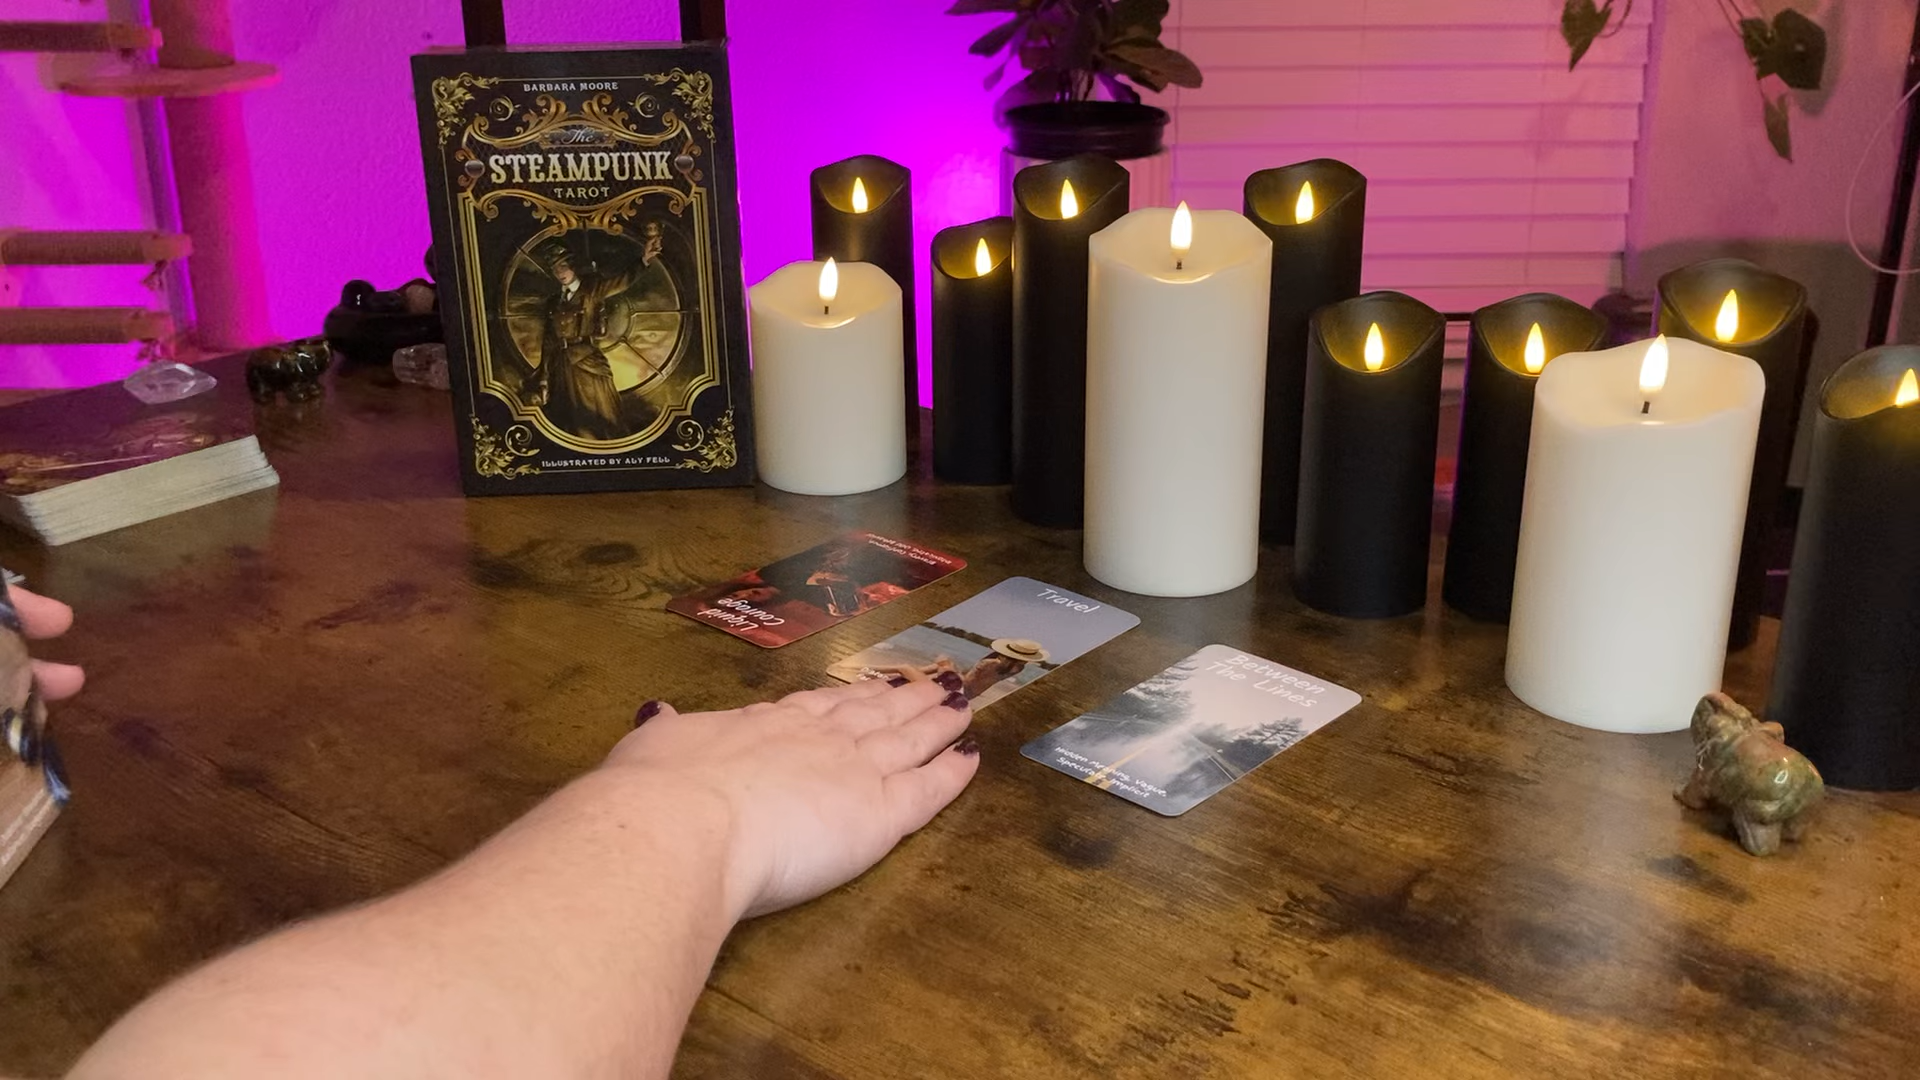 BARBARA MOORE
The
STEAMPUNK
TAROT
ILLUSTRATED BY ALY FELL
Liquid
Courage
Travel
Between
The Lines
Hidden Meaning, Vague,
Speculate, Implicit